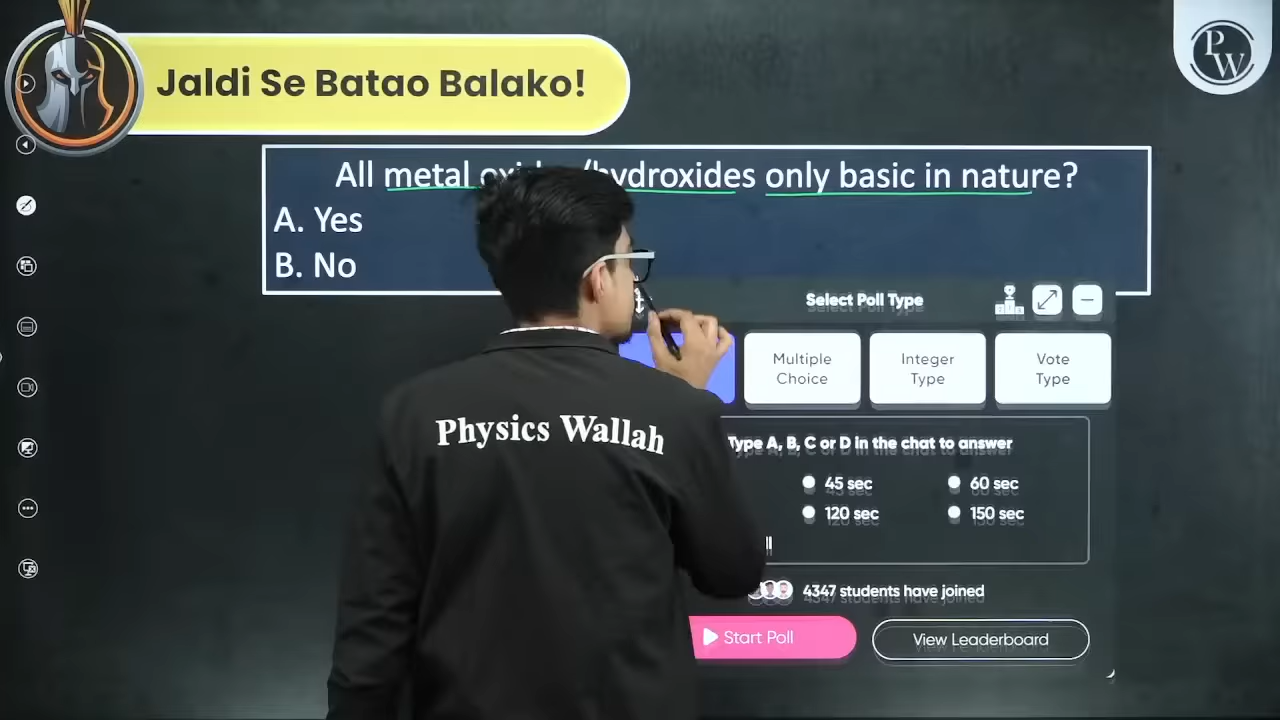 Jaldi Se Batao Balako!
PW
All metal /hydroxides only basic in nature?
A. Yes
B. No
Select Poll Type
Multiple Choice
Integer Type
Vote Type
Physics Wallah
Type A, B, C or D in the chat to answer
45 sec
60 sec
120 sec
150 sec
4347 students have joined
Start Poll
View Leaderboard